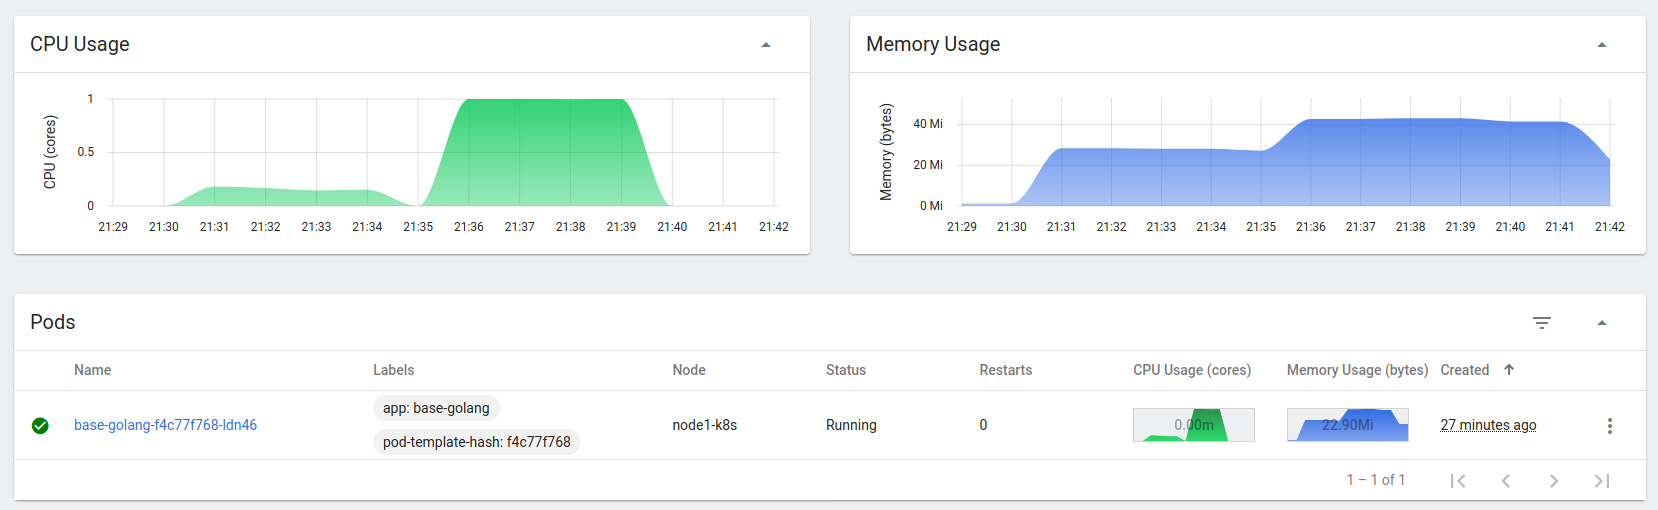 CPU Usage
CPU (cores)
1
0.5
0
21:29 21:30 21:31 21:32 21:33 21:34 21:35 21:36 21:37 21:38 21:39 21:40 21:41 21:42
Memory Usage
Memory (bytes)
40 Mi
20 Mi
0 Mi
21:29 21:30 21:31 21:32 21:33 21:34 21:35 21:36 21:37 21:38 21:39 21:40 21:41 21:42
Pods
Name Labels Node Status Restarts CPU Usage (cores) Memory Usage (bytes) Created
app: base-golang
base-golang-f4c77f768-ldn46 node1-k8s Running 0 0.00m 22.90Mi 27 minutes ago
pod-template-hash: f4c77f768
1 – 1 of 1